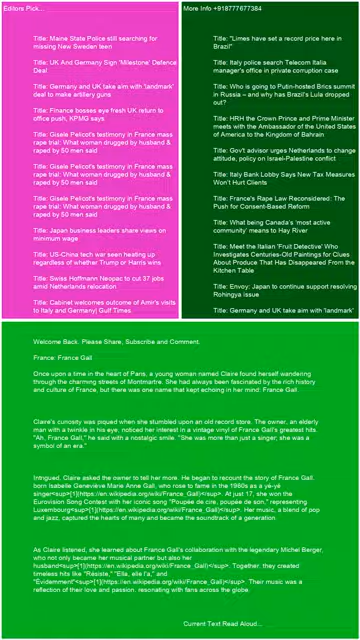 Editors Pick...
Title: Maine State Police still searching for
missing New Sweden teen
Title: UK And Germany Sign 'Milestone' Defence
Deal
Title: Germany and UK take aim with 'landmark'
deal to make artillery guns
Title: Finance bosses eye fresh UK return to
office push, KPMG says
Title: Gisele Pelicot's testimony in France mass
rape trial: What woman drugged by husband &
raped by 50 men said
Title: Gisele Pelicot's testimony in France mass
rape trial: What woman drugged by husband &
raped by 50 men said
Title: Gisele Pelicot's testimony in France mass
rape trial: What woman drugged by husband &
raped by 50 men said
Title: Japan business leaders share views on
minimum wage
Title: US-China tech war seen heating up
regardless of whether Trump or Harris wins
Title: Swiss Hoffmann Neopac to cut 37 jobs
amid Netherlands relocation
Title: Cabinet welcomes outcome of Amir's visits
to Italy and Germany| Gulf Times
More Info +918777677384
Title: "Limes have set a record price here in
Brazil"
Title: Italy police search Telecom Italia
manager's office in private corruption case
Title: Who is going to Putin-hosted Brics summit
in Russia – and why has Brazil's Lula dropped
out?
Title: HRH the Crown Prince and Prime Minister
meets with the Ambassador of the United States
of America to the Kingdom of Bahrain
Title: Gov't advisor urges Netherlands to change
attitude, policy on Israel-Palestine conflict
Title: Italy Bank Lobby Says New Tax Measures
Won't Hurt Clients
Title: France's Rape Law Reconsidered: The
Push for Consent-Based Reform
Title: What being Canada's 'most active
community' means to Hay River
Title: Meet the Italian 'Fruit Detective' Who
Investigates Centuries-Old Paintings for Clues
About Produce That Has Disappeared From the
Kitchen Table
Title: Envoy: Japan to continue support resolving
Rohingya issue
Title: Germany and UK take aim with 'landmark'
Welcome Back. Please Share, Subscribe and Comment.
France: France Gall
Once upon a time in the heart of Paris, a young woman named Claire found herself wandering
through the charming streets of Montmartre. She had always been fascinated by the rich history
and culture of France, but there was one name that kept echoing in her mind: France Gall.
Claire's curiosity was piqued when she stumbled upon an old record store. The owner, an elderly
man with a twinkle in his eye, noticed her interest in a vintage vinyl of France Gall's greatest hits.
"Ah, France Gall," he said with a nostalgic smile. "She was more than just a singer; she was a
symbol of an era."
Intrigued, Claire asked the owner to tell her more. He began to recount the story of France Gall,
born Isabelle Geneviève Marie Anne Gall, who rose to fame in the 1960s as a yé-yé
singer<sup>[1](https://en.wikipedia.org/wiki/France_Gall)</sup>. At just 17, she won the
Eurovision Song Contest with her iconic song "Poupée de cire, poupée de son," representing
Luxembourg<sup>[1](https://en.wikipedia.org/wiki/France_Gall)</sup>. Her music, a blend of pop
and jazz, captured the hearts of many and became the soundtrack of a generation.
As Claire listened, she learned about France Gall's collaboration with the legendary Michel Berger,
who not only became her musical partner but also her
husband<sup>[1](https://en.wikipedia.org/wiki/France_Gall)</sup>. Together, they created
timeless hits like "Résiste," "Ella, elle l'a," and
"Évidemment"<sup>[1](https://en.wikipedia.org/wiki/France_Gall)</sup>. Their music was a
reflection of their love and passion, resonating with fans across the globe.
Current Text Read Aloud...